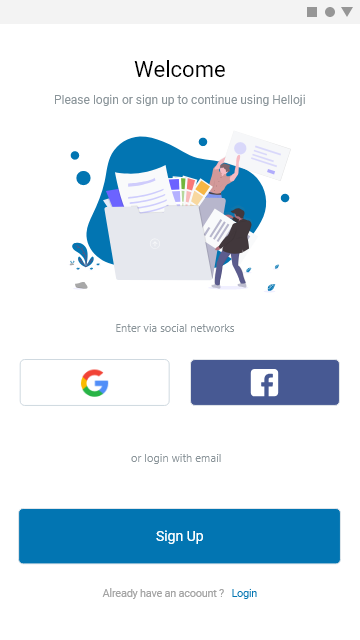 Welcome
Please login or sign up to continue using Helloji
Enter via social networks
or login with email
Sign Up
Already have an acoount ? Login